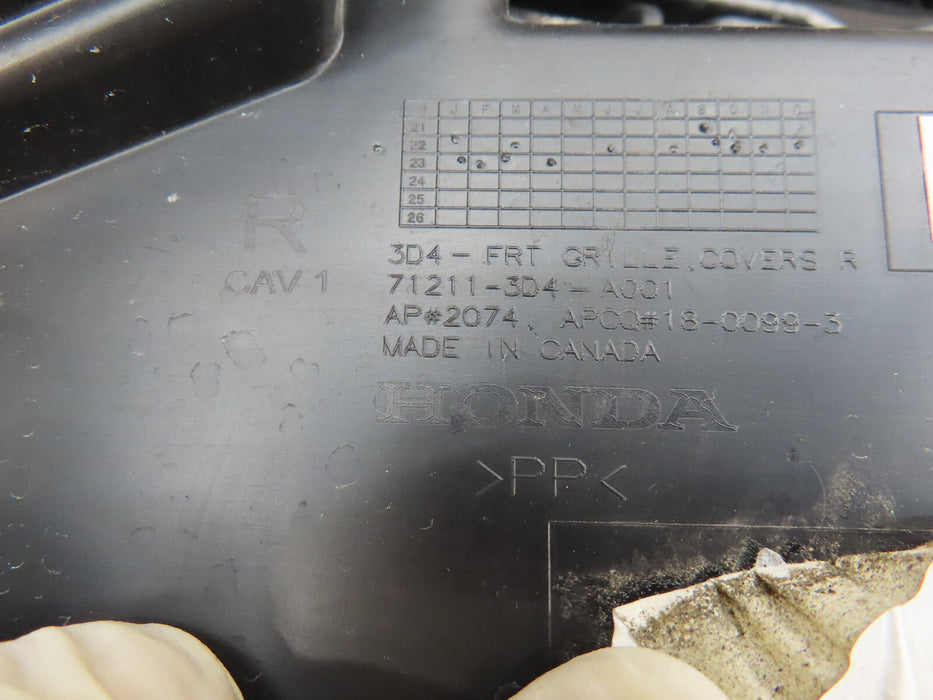 J F M A M J J A S O N D
21
22
23
24
25
26
R
CAV 1
3D4-FRT GRILLE,COVERS R
71211-3D4-A001
AP#2074, APCQ#18-0099-3
MADE IN CANADA
HONDA
>PP<